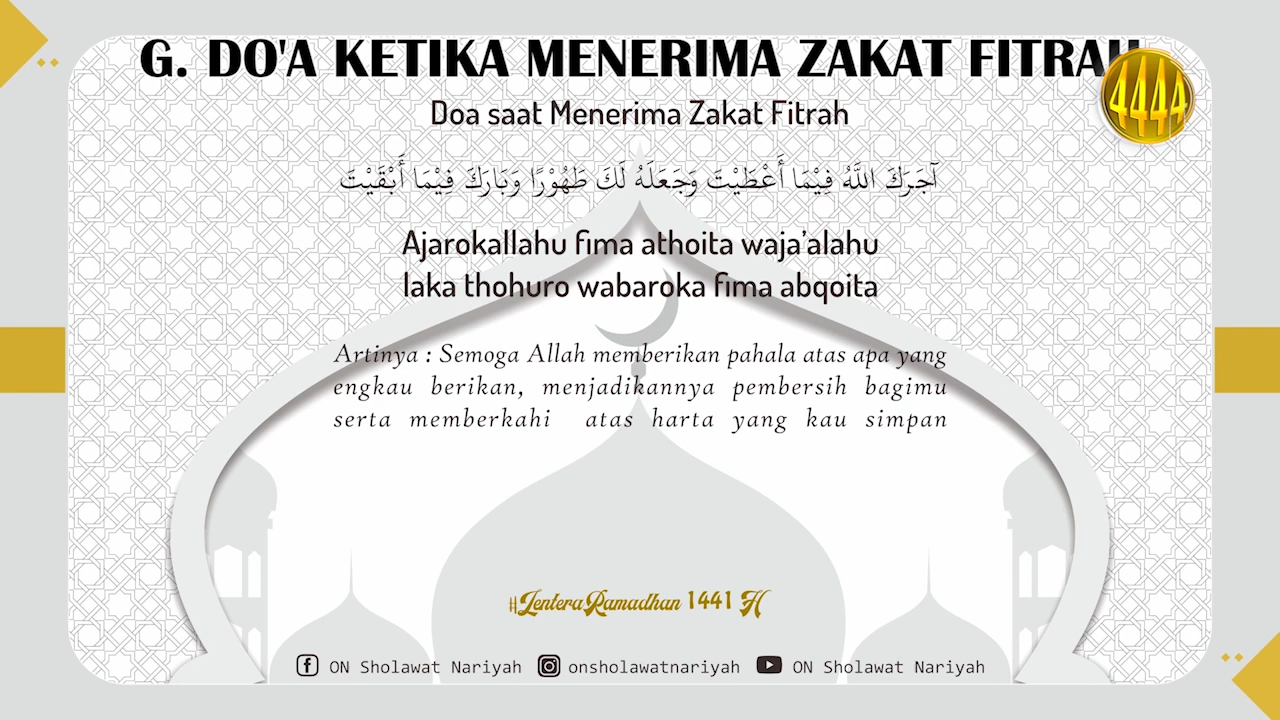 G. DO'A KETIKA MENERIMA ZAKAT FITRAH
4444
Doa saat Menerima Zakat Fitrah
آجَرَكَ اللَّهُ فِيْمَا أَعْطَيْتَ وَجَعَلَهُ لَكَ طَهُوْرًا وَبَارَكَ فِيْمَا أَبْقَيْتَ
Ajarokallahu fima athoita waja’alahu
laka thohuro wabaroka fima abqoita
Artinya : Semoga Allah memberikan pahala atas apa yang
engkau berikan, menjadikannya pembersih bagimu
serta memberkahi atas harta yang kau simpan
#LenteraRamadhan 1441 H
ON Sholawat Nariyah onsholawatnariyah ON Sholawat Nariyah